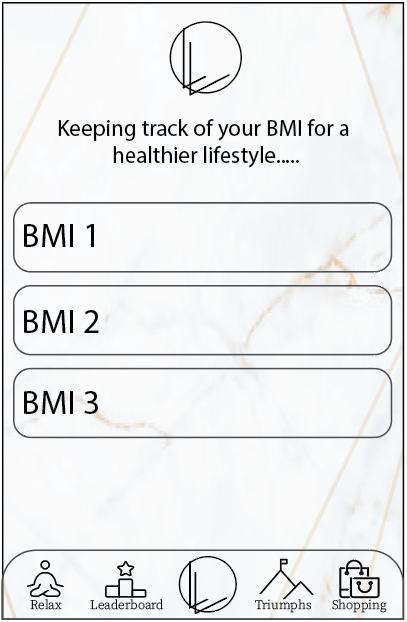 Keeping track of your BMI for a
healthier lifestyle.....
BMI 1
BMI 2
BMI 3
Relax Leaderboard Triumphs Shopping